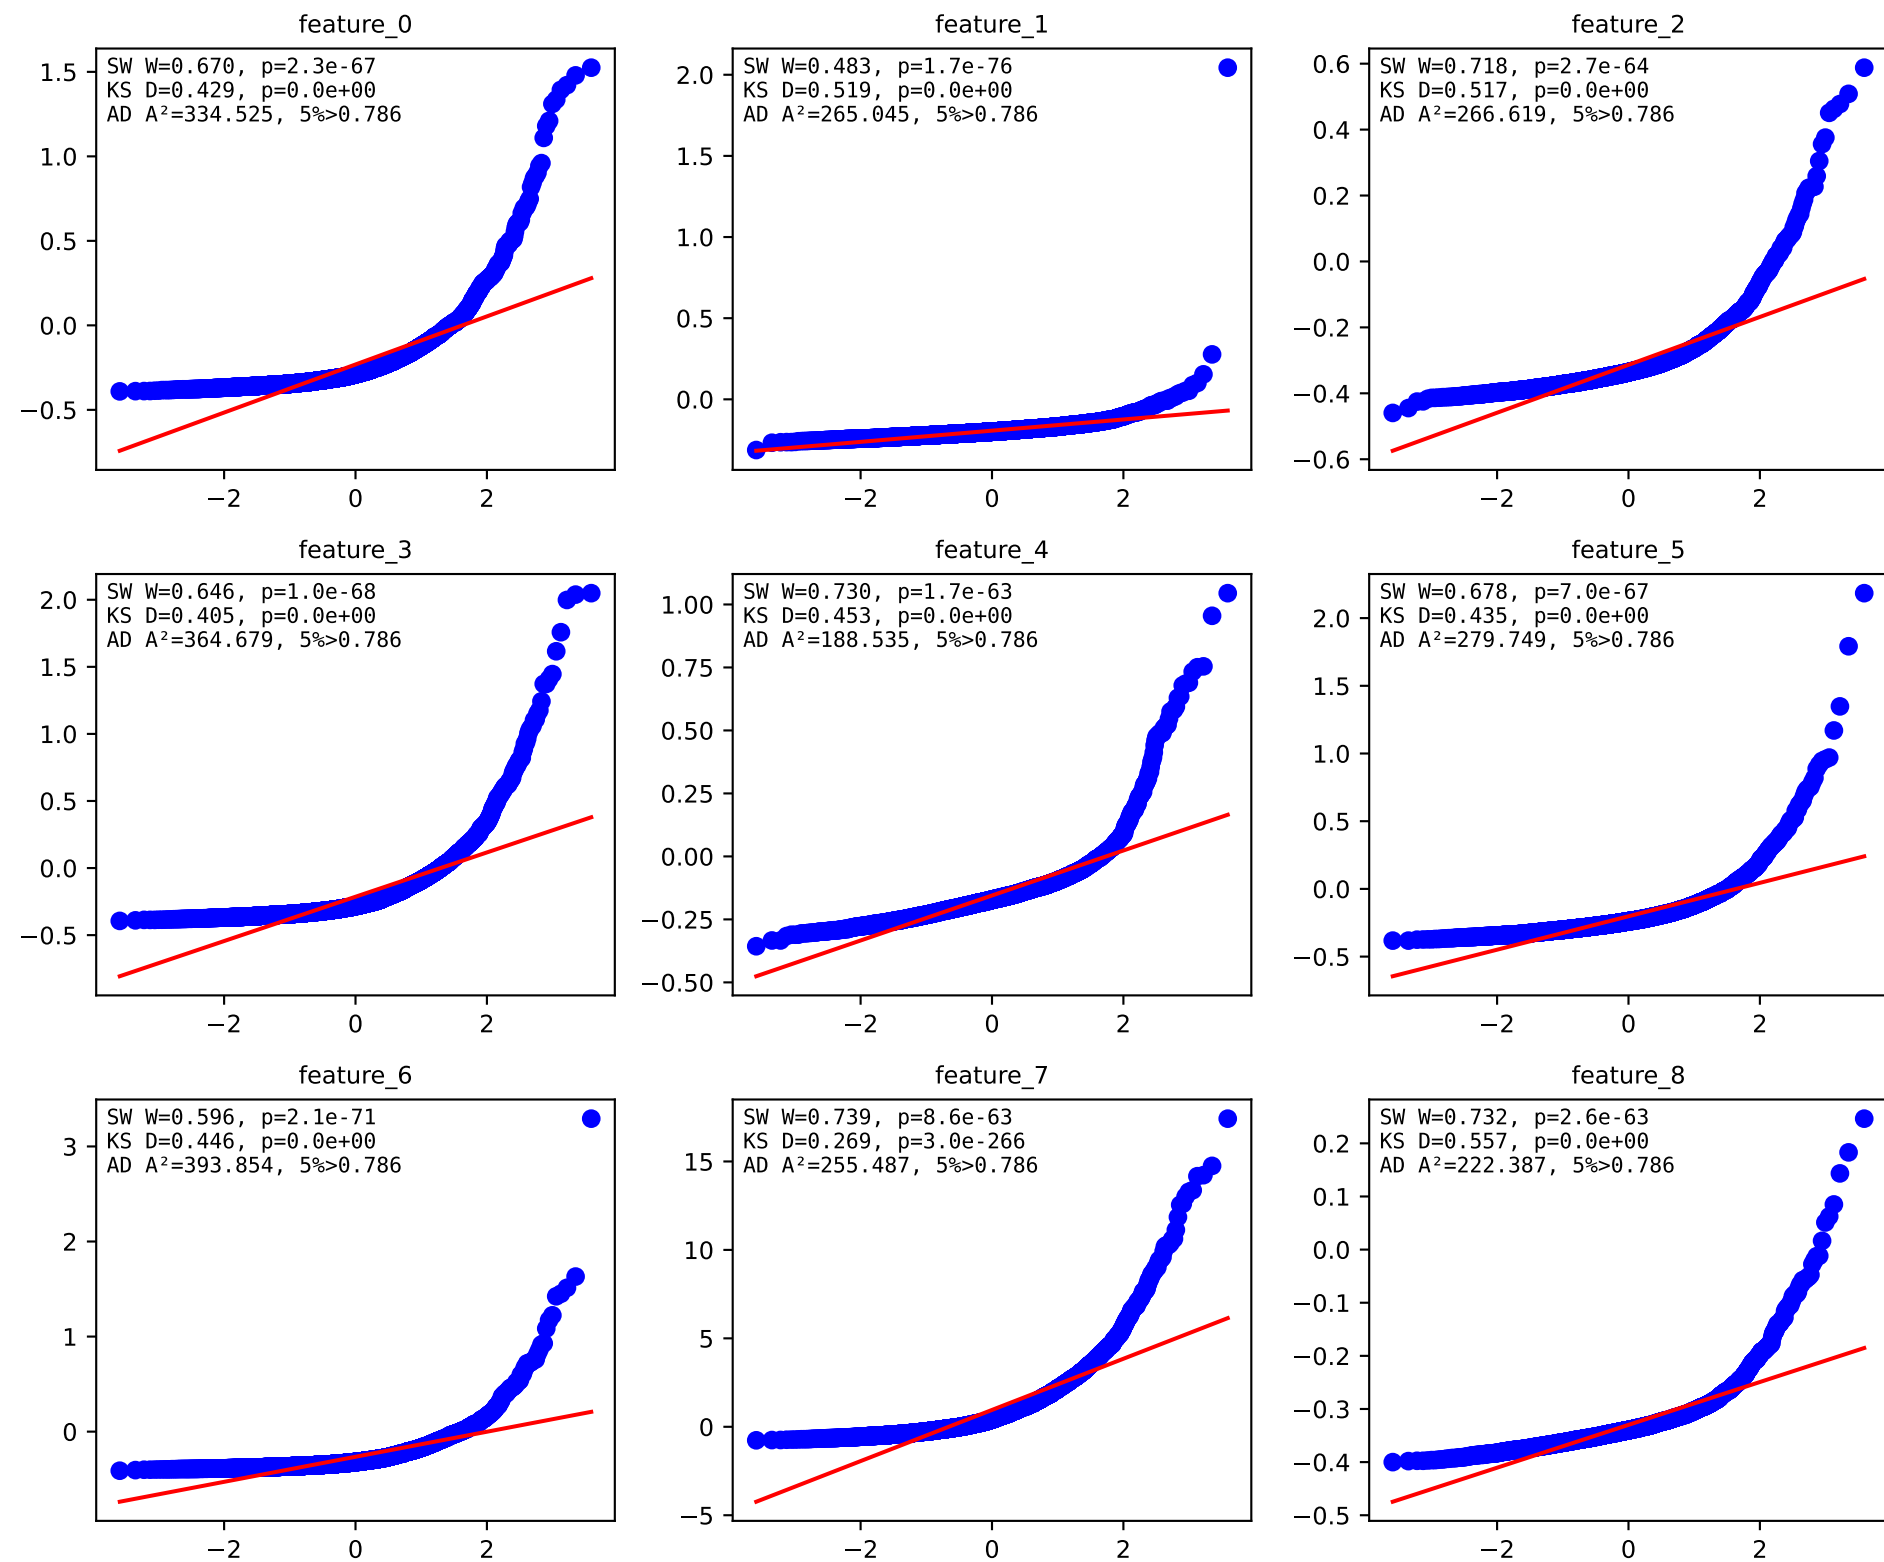 feature_0
SW W=0.670, p=2.3e-67
KS D=0.429, p=0.0e+00
AD A²=334.525, 5%>0.786
1.5
1.0
0.5
0.0
−0.5
−2 0 2
feature_1
SW W=0.483, p=1.7e-76
KS D=0.519, p=0.0e+00
AD A²=265.045, 5%>0.786
2.0
1.5
1.0
0.5
0.0
−2 0 2
feature_2
SW W=0.718, p=2.7e-64
KS D=0.517, p=0.0e+00
AD A²=266.619, 5%>0.786
0.6
0.4
0.2
0.0
−0.2
−0.4
−0.6
−2 0 2
feature_3
SW W=0.646, p=1.0e-68
KS D=0.405, p=0.0e+00
AD A²=364.679, 5%>0.786
2.0
1.5
1.0
0.5
0.0
−0.5
−2 0 2
feature_4
SW W=0.730, p=1.7e-63
KS D=0.453, p=0.0e+00
AD A²=188.535, 5%>0.786
1.00
0.75
0.50
0.25
0.00
−0.25
−0.50
−2 0 2
feature_5
SW W=0.678, p=7.0e-67
KS D=0.435, p=0.0e+00
AD A²=279.749, 5%>0.786
2.0
1.5
1.0
0.5
0.0
−0.5
−2 0 2
feature_6
SW W=0.596, p=2.1e-71
KS D=0.446, p=0.0e+00
AD A²=393.854, 5%>0.786
3
2
1
0
−2 0 2
feature_7
SW W=0.739, p=8.6e-63
KS D=0.269, p=3.0e-266
AD A²=255.487, 5%>0.786
15
10
5
0
−5
−2 0 2
feature_8
SW W=0.732, p=2.6e-63
KS D=0.557, p=0.0e+00
AD A²=222.387, 5%>0.786
0.2
0.1
0.0
−0.1
−0.2
−0.3
−0.4
−0.5
−2 0 2